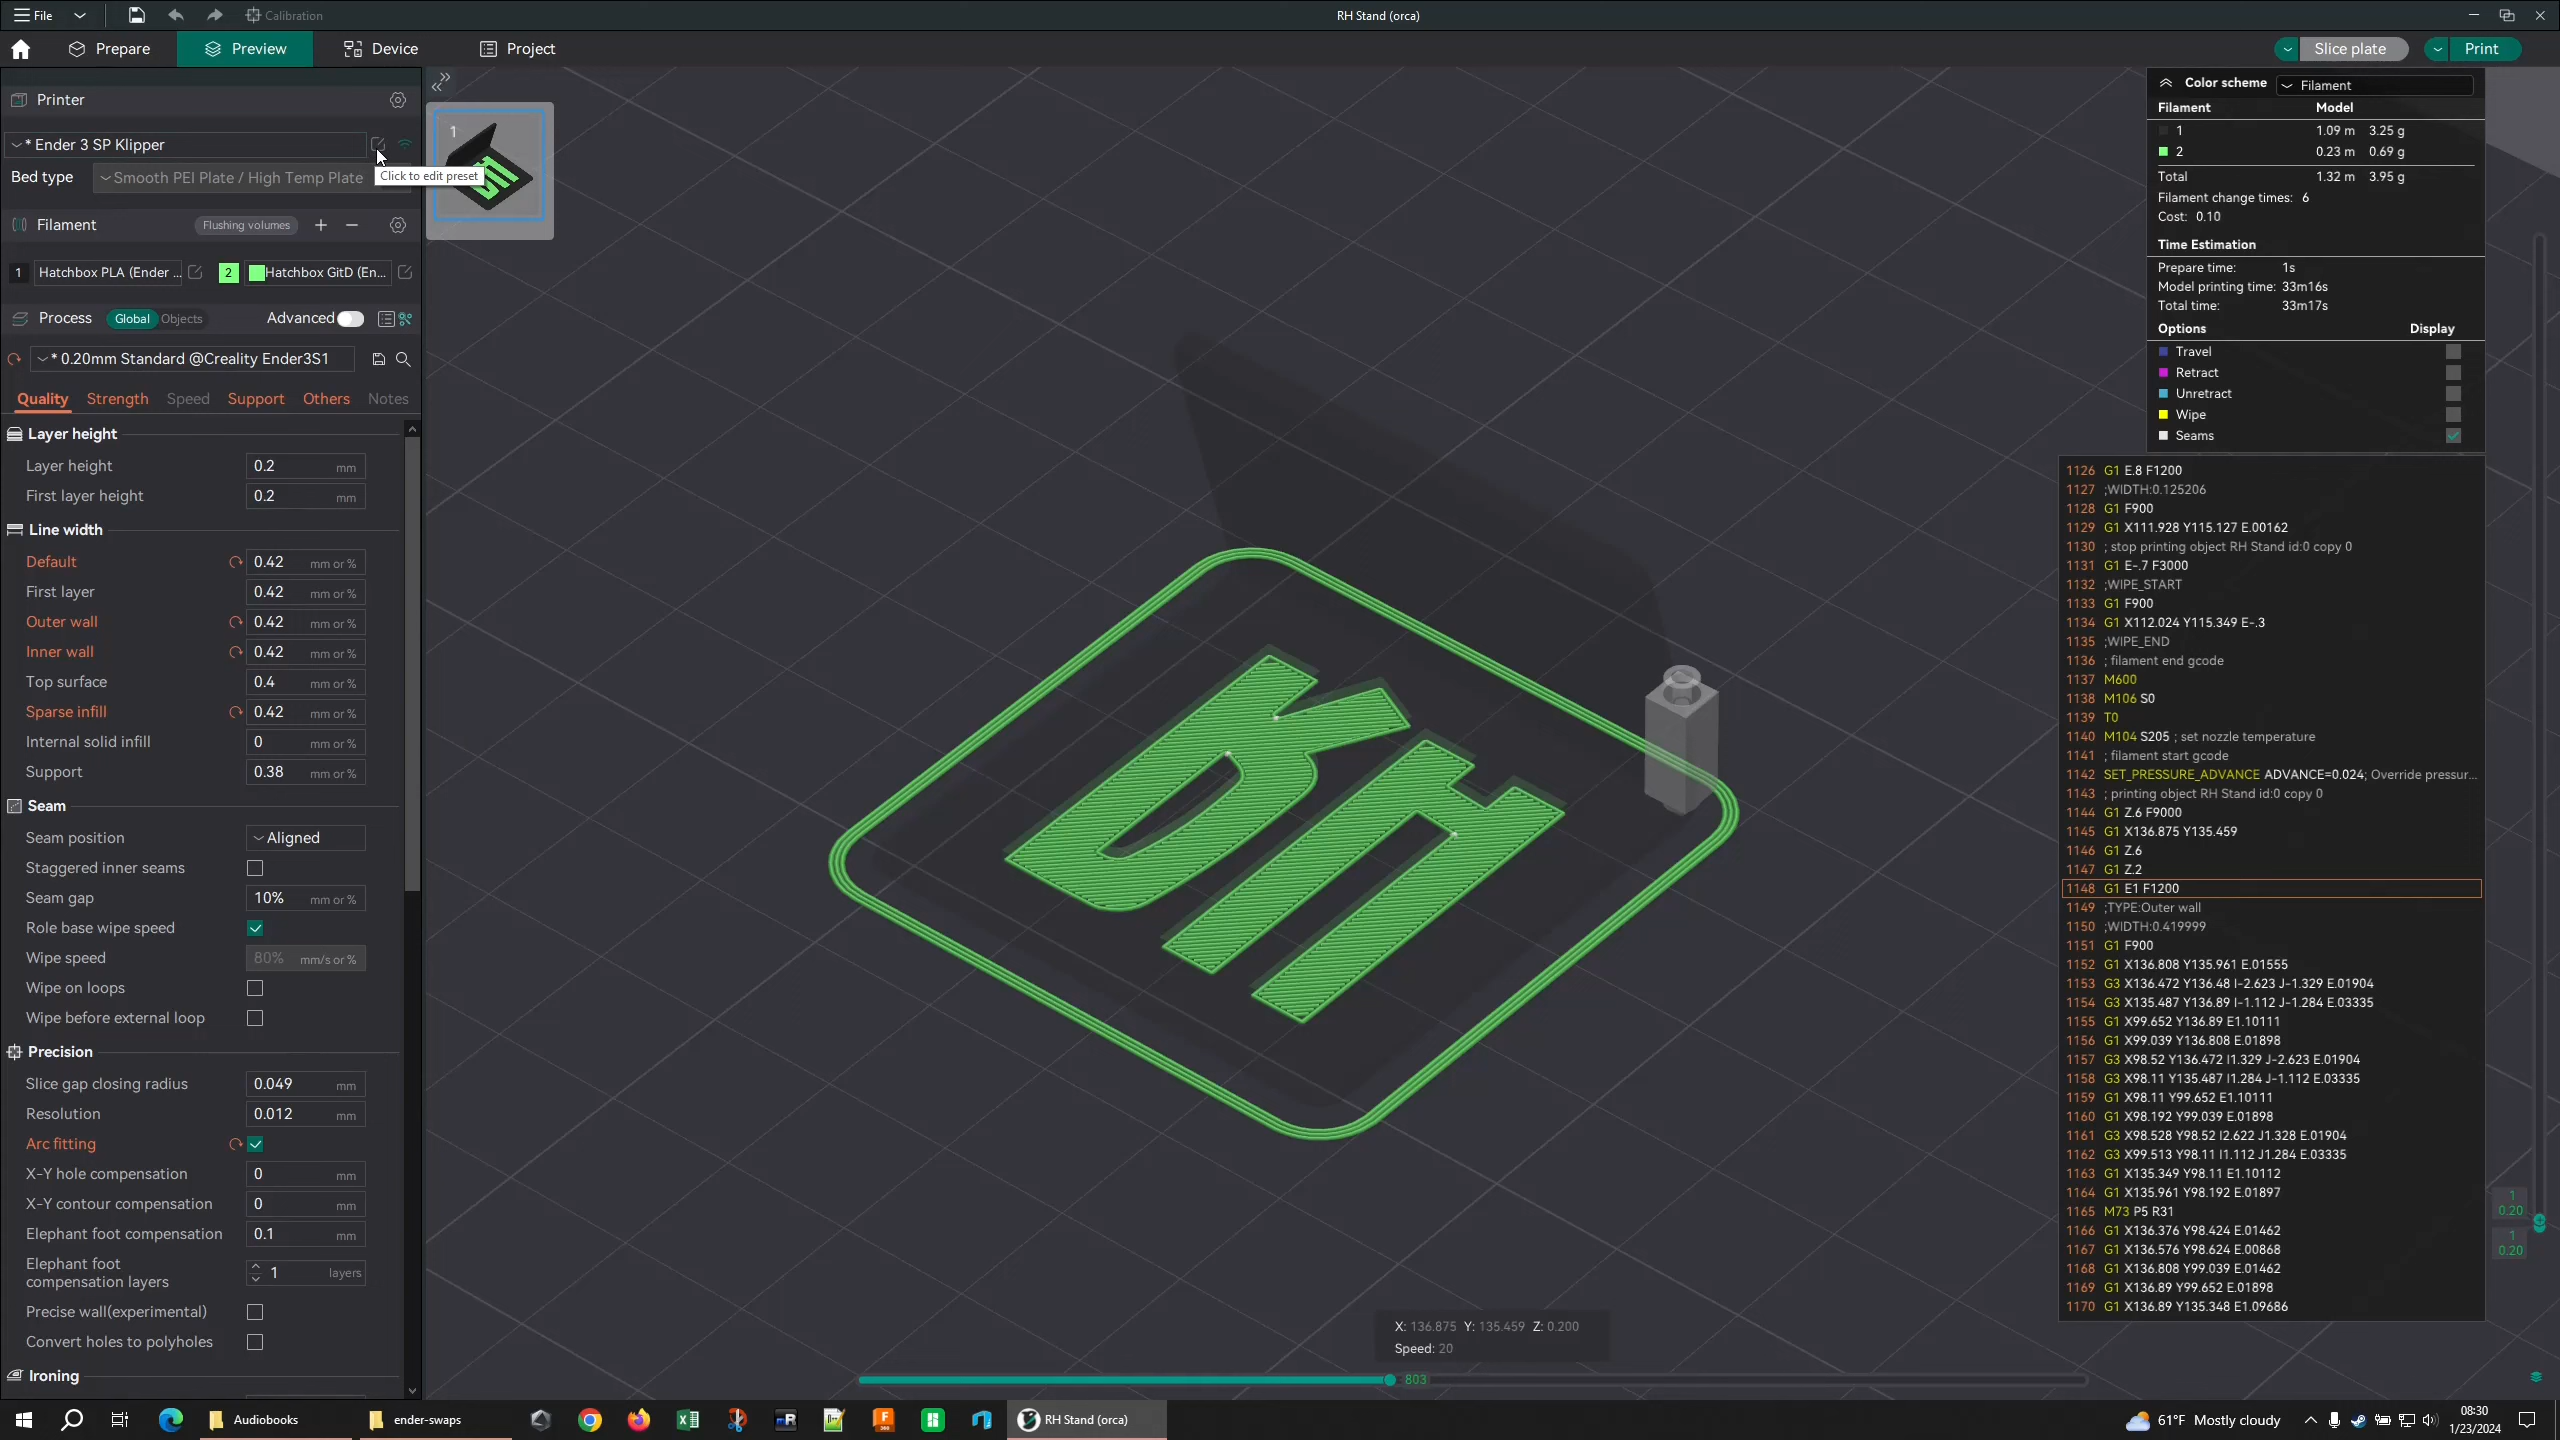 File
Calibration
RH Stand (orca)
Prepare
Preview
Device
Project
Slice plate
Print
Printer
* Ender 3 SP Klipper
Bed type
Smooth PEI Plate / High Temp Plate
Click to edit preset
1
Filament
Flushing volumes
1 Hatchbox PLA (Ender ...
2 Hatchbox GitD (En...
Process
Global
Objects
Advanced
* 0.20mm Standard @Creality Ender3S1
Quality
Strength
Speed
Support
Others
Notes
Layer height
Layer height 0.2 mm
First layer height 0.2 mm
Line width
Default 0.42 mm or %
First layer 0.42 mm or %
Outer wall 0.42 mm or %
Inner wall 0.42 mm or %
Top surface 0.4 mm or %
Sparse infill 0.42 mm or %
Internal solid infill 0 mm or %
Support 0.38 mm or %
Seam
Seam position Aligned
Staggered inner seams
Seam gap 10% mm or %
Role base wipe speed
Wipe speed 80% mm/s or %
Wipe on loops
Wipe before external loop
Precision
Slice gap closing radius 0.049 mm
Resolution 0.012 mm
Arc fitting
X-Y hole compensation 0 mm
X-Y contour compensation 0 mm
Elephant foot compensation 0.1 mm
Elephant foot
compensation layers 1 layers
Precise wall(experimental)
Convert holes to polyholes
Ironing
RH
Color scheme Filament
Filament Model
1 1.09 m 3.25 g
2 0.23 m 0.69 g
Total 1.32 m 3.95 g
Filament change times: 6
Cost: 0.10
Time Estimation
Prepare time: 1s
Model printing time: 33m16s
Total time: 33m17s
Options Display
Travel
Retract
Unretract
Wipe
Seams
1126 G1 E.8 F1200
1127 ;WIDTH:0.125206
1128 G1 F900
1129 G1 X111.928 Y115.127 E.00162
1130 ; stop printing object RH Stand id:0 copy 0
1131 G1 E-.7 F3000
1132 ;WIPE_START
1133 G1 F900
1134 G1 X112.024 Y115.349 E-.3
1135 ;WIPE_END
1136 ; filament end gcode
1137 M600
1138 M106 S0
1139 T0
1140 M104 S205 ; set nozzle temperature
1141 ; filament start gcode
1142 SET_PRESSURE_ADVANCE ADVANCE=0.024; Override pressur...
1143 ; printing object RH Stand id:0 copy 0
1144 G1 Z.6 F9000
1145 G1 X136.875 Y135.459
1146 G1 Z.6
1147 G1 Z.2
1148 G1 E1 F1200
1149 ;TYPE:Outer wall
1150 ;WIDTH:0.419999
1151 G1 F900
1152 G1 X136.808 Y135.961 E.01555
1153 G3 X136.472 Y136.48 I-2.623 J-1.329 E.01904
1154 G3 X135.487 Y136.89 I-1.112 J-1.284 E.03335
1155 G1 X99.652 Y136.89 E1.10111
1156 G1 X99.039 Y136.808 E.01898
1157 G3 X98.52 Y136.472 I1.329 J-2.623 E.01904
1158 G3 X98.11 Y135.487 I1.284 J-1.112 E.03335
1159 G1 X98.11 Y99.652 E1.10111
1160 G1 X98.192 Y99.039 E.01898
1161 G3 X98.528 Y98.52 I2.622 J1.328 E.01904
1162 G3 X99.513 Y98.11 I1.112 J1.284 E.03335
1163 G1 X135.349 Y98.11 E1.10112
1164 G1 X135.961 Y98.192 E.01897
1165 M73 P5 R31
1166 G1 X136.376 Y98.424 E.01462
1167 G1 X136.576 Y98.624 E.00868
1168 G1 X136.808 Y99.039 E.01462
1169 G1 X136.89 Y99.652 E.01898
1170 G1 X136.89 Y135.348 E1.09686
1
0.20
1
0.20
X: 136.875 Y: 135.459 Z: 0.200
Speed: 20
803
Audiobooks
ender-swaps
RH Stand (orca)
61°F Mostly cloudy
08:30
1/23/2024